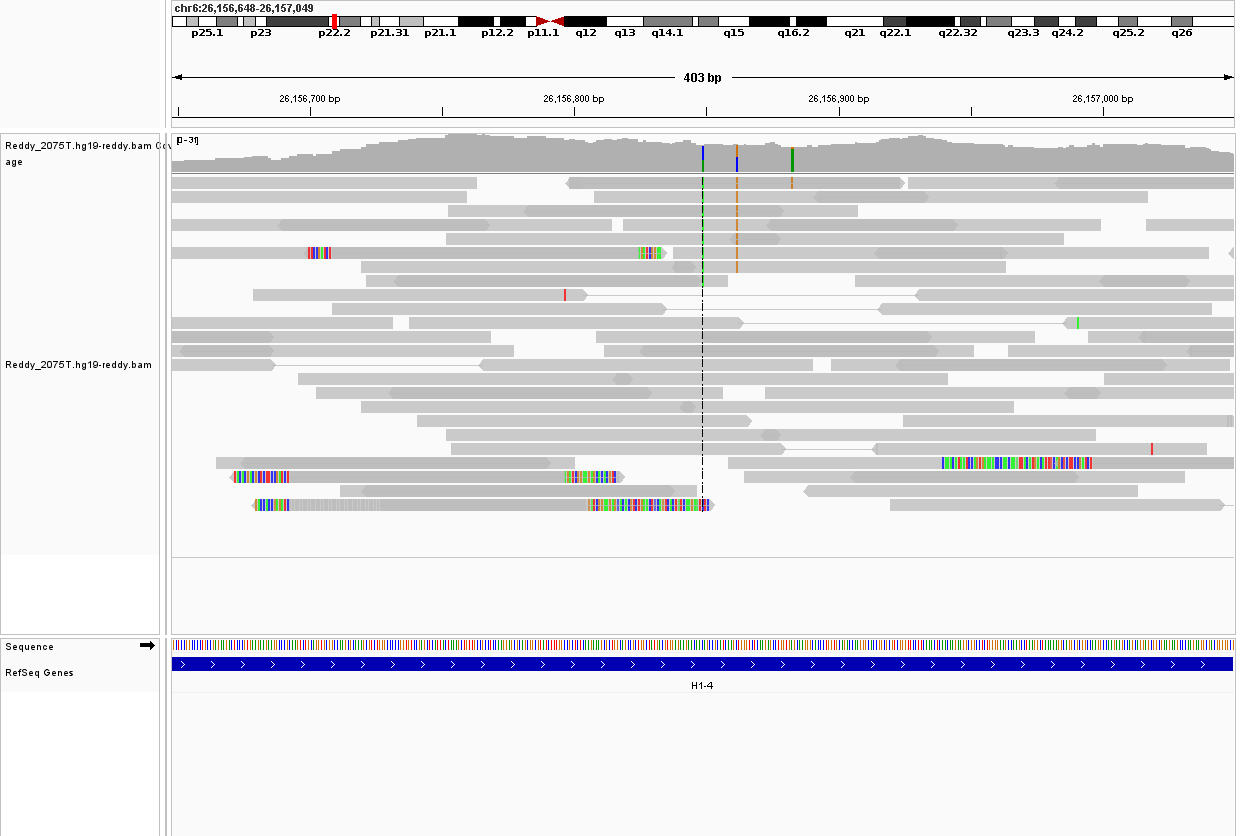 chr6:26,156,648-26,157,049
p25.1 p23 p22.2 p21.31 p21.1 p12.2 p11.1 q12 q13 q14.1 q15 q16.2 q21 q22.1 q22.32 q23.3 q24.2 q25.2 q26
403 bp
26,156,700 bp 26,156,800 bp 26,156,900 bp 26,157,000 bp
[0-31]
Reddy_2075T.hg19-reddy.bam Cov
age
Reddy_2075T.hg19-reddy.bam
Sequence
RefSeq Genes
H1-4